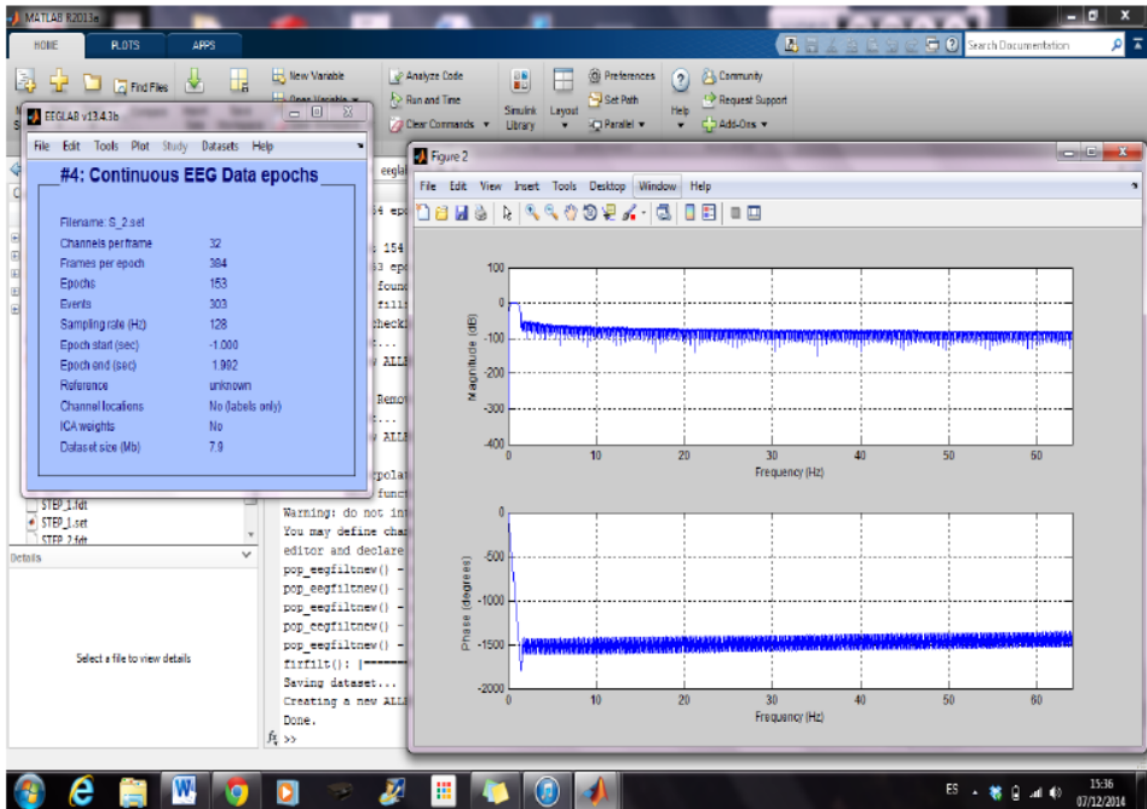 MATLAB R2013a
HOME PLOTS APPS
Search Documentation
Find Files
New Variable
Analyze Code
Run and Time
Clear Commands
Simulink Library
Layout
Preferences
Set Path
Parallel
Help
Community
Request Support
Add-Ons
EEGLAB v13.4.3b
File Edit Tools Plot Study Datasets Help
#4: Continuous EEG Data epochs
Filename: S_2.set
Channels per frame 32
Frames per epoch 384
Epochs 153
Events 303
Sampling rate (Hz) 128
Epoch start (sec) -1.000
Epoch end (sec) 1.992
Reference unknown
Channel locations No (labels only)
ICA weights No
Dataset size (Mb) 7.9
STEP_1.fdt
STEP_1.set
STEP_2.fdt
Details
Select a file to view details
Warning: do not in
You may define cha
editor and declare
pop_eegfiltnew() -
pop_eegfiltnew() -
pop_eegfiltnew() -
pop_eegfiltnew() -
pop_eegfiltnew() -
firfilt(): |=======
Saving dataset...
Creating a new ALL
Done.
fx >>
Figure 2
File Edit View Insert Tools Desktop Window Help
100
0
-100
-200
-300
-400
Magnitude (dB)
0 10 20 30 40 50 60
Frequency (Hz)
0
-500
-1000
-1500
-2000
Phase (degrees)
0 10 20 30 40 50 60
Frequency (Hz)
ES
15:36
07/12/2014